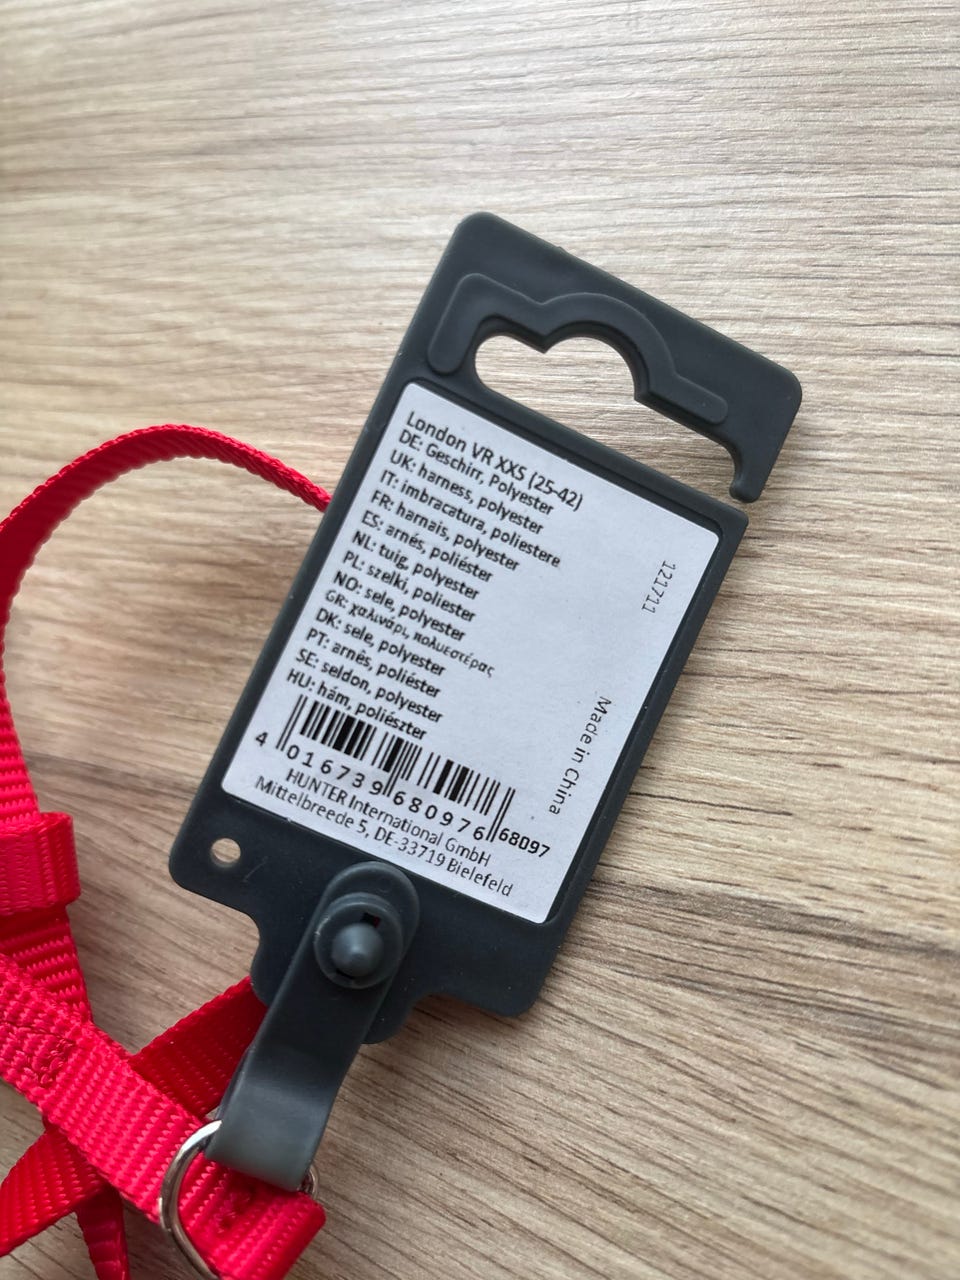 London VR XXS (25-42)
DE: Geschirr, Polyester
UK: harness, polyester
IT: imbracatura, poliestere
FR: harnais, polyester
ES: arnés, poliéster
NL: tuig, polyester
PL: szelki, poliester
NO: sele, polyester
GR: χαλινάρι, πολυεστέρας
DK: sele, polyester
PT: arnês, poliéster
SE: seldon, polyester
HU: hám, poliészter
4 016739 680976
68097
HUNTER International GmbH
Mittelbreede 5, DE-33719 Bielefeld
121711
Made in China